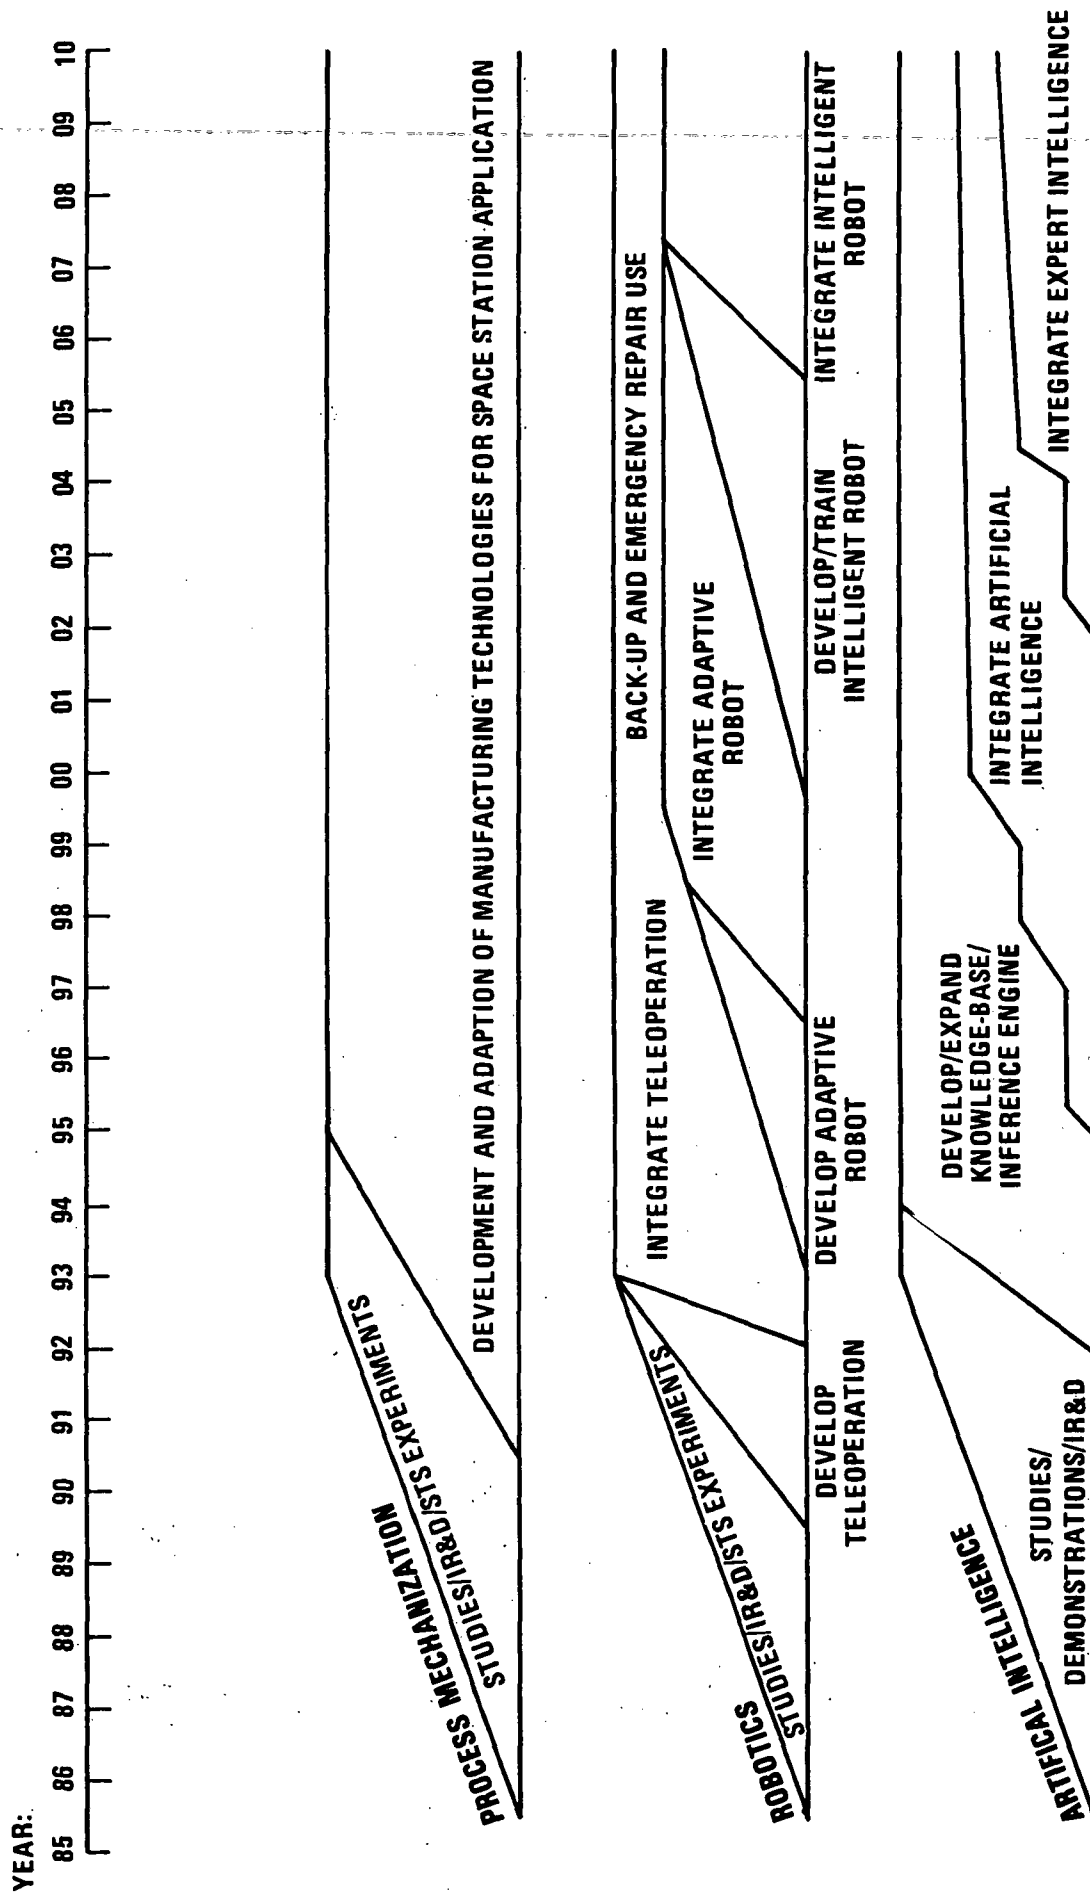 YEAR:
85 86 87 88 89 90 91 92 93 94 95 96 97 98 99 00 01 02 03 04 05 06 07 08 09 10
PROCESS MECHANIZATION
STUDIES/IR&D/STS EXPERIMENTS
DEVELOPMENT AND ADAPTION OF MANUFACTURING TECHNOLOGIES FOR SPACE STATION APPLICATION
ROBOTICS
STUDIES/IR&D/STS EXPERIMENTS
INTEGRATE TELEOPERATION
BACK-UP AND EMERGENCY REPAIR USE
INTEGRATE ADAPTIVE
ROBOT
DEVELOP
TELEOPERATION
DEVELOP ADAPTIVE
ROBOT
DEVELOP/TRAIN
INTELLIGENT ROBOT
INTEGRATE INTELLIGENT
ROBOT
ARTIFICAL INTELLIGENCE
STUDIES/
DEMONSTRATIONS/IR&D
DEVELOP/EXPAND
KNOWLEDGE-BASE/
INFERENCE ENGINE
INTEGRATE ARTIFICIAL
INTELLIGENCE
INTEGRATE EXPERT INTELLIGENCE